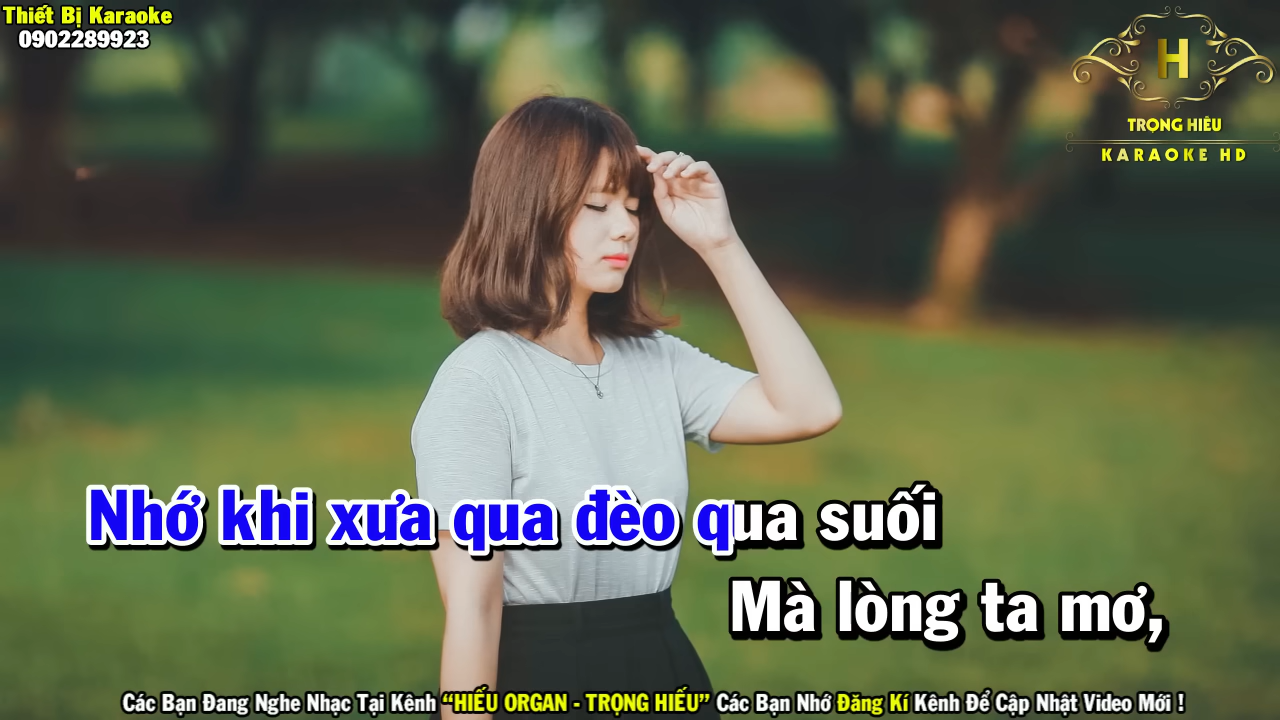 Thiết Bị Karaoke
0902289923
H
TRỌNG HIẾU
KARAOKE HD
Nhớ khi xưa qua đèo qua suối
Mà lòng ta mơ,
Các Bạn Đang Nghe Nhạc Tại Kênh “HIẾU ORGAN - TRỌNG HIẾU” Các Bạn Nhớ Đăng Kí Kênh Để Cập Nhật Video Mới !